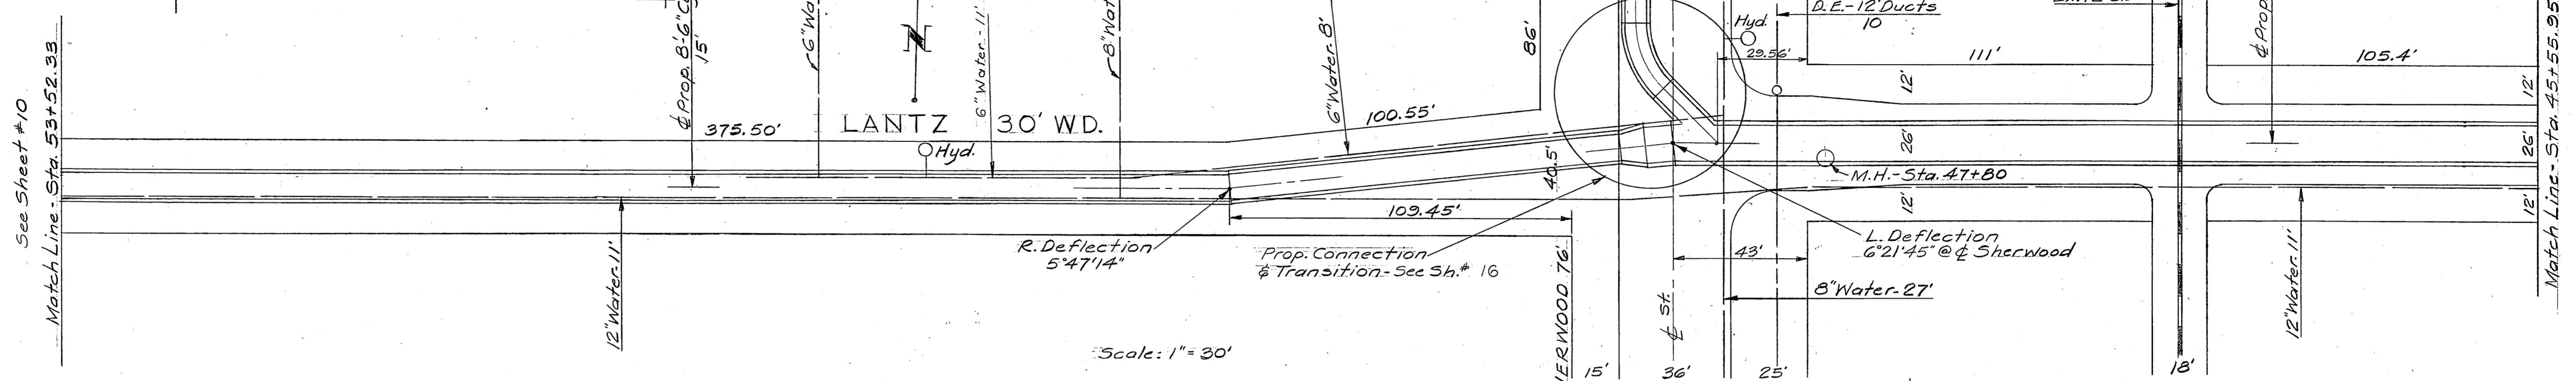 See Sheet #10
Match Line - Sta. 53+52.33
℄ Prop. 8'-6"
15'
375.50'
6" Wat
N
LANTZ 30' WD.
Hyd.
6" Water - 11'
8" Wat
6" Water. 8'
100.55'
86'
40.5'
109.45'
12" Water - 11'
R. Deflection
5°47'14"
Prop. Connection
& Transition - See Sh.# 16
Scale: 1" = 30'
ERWOOD 76'
15'
36'
25'
18'
℄ St.
43'
8" Water - 27'
L. Deflection
6°21'45" @ ℄ Sherwood
M.H. - Sta. 47+80
Hyd.
29.56'
D.E. - 12 Ducts
10
111'
12'
26'
12'
℄ Prop
105.4'
12" Water. 11'
12'
26'
12'
Match Line - Sta. 45+55.95